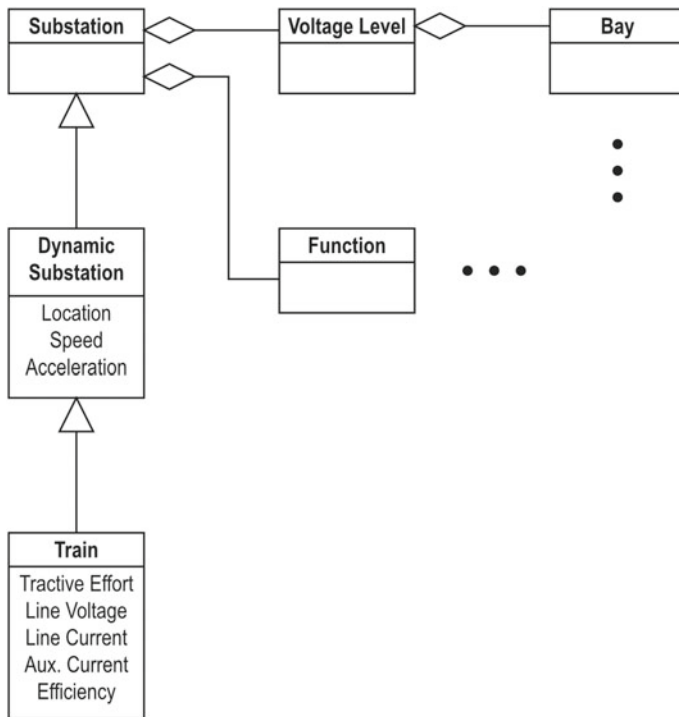 Substation
Voltage Level
Bay
Dynamic
Substation
Location
Speed
Acceleration
Function
Train
Tractive Effort
Line Voltage
Line Current
Aux. Current
Efficiency